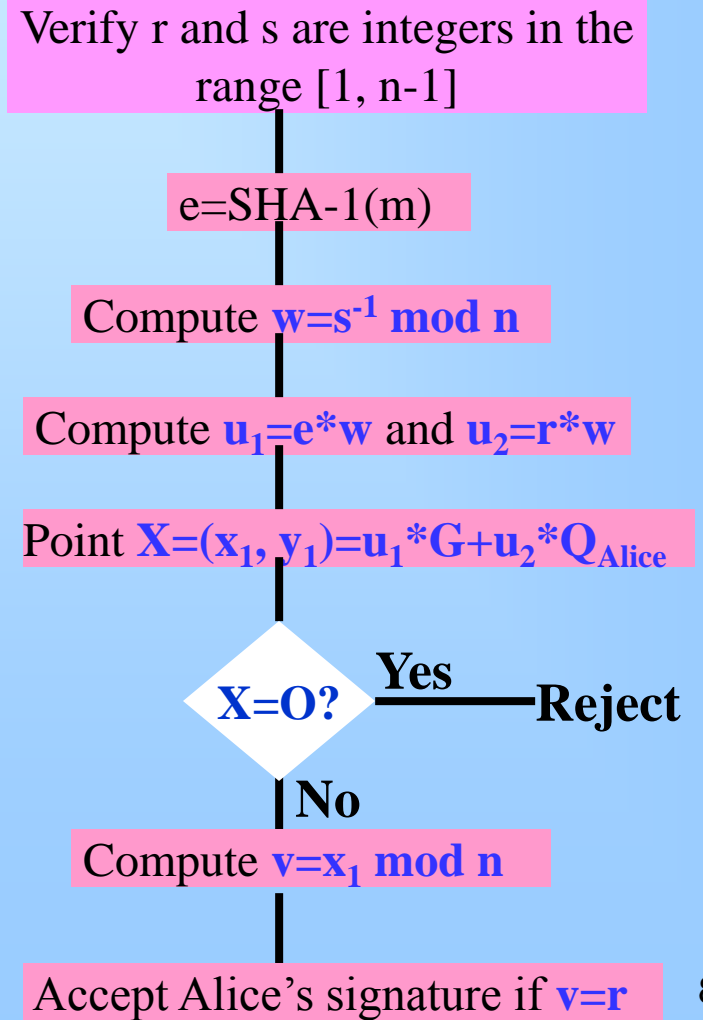 Verify r and s are integers in the
range [1, n-1]
e=SHA-1(m)
Compute w=s⁻¹ mod n
Compute u₁=e*w and u₂=r*w
Point X=(x₁, y₁)=u₁*G+u₂*Q_Alice
X=O?
Yes
Reject
No
Compute v=x₁ mod n
Accept Alice’s signature if v=r